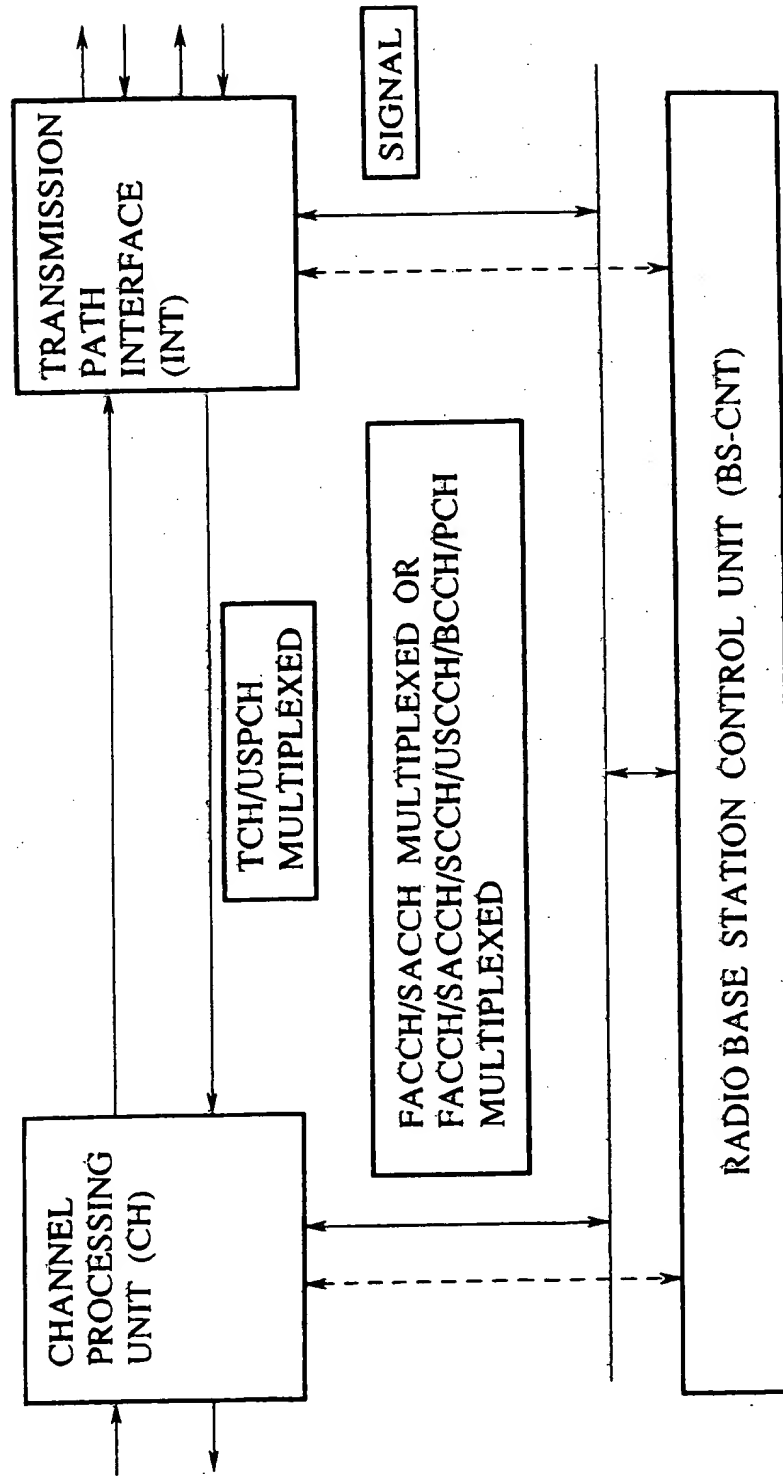 CHANNEL
PROCESSING
UNIT (CH)
TRANSMISSION
PATH
INTERFACE
(INT)
TCH/USPCH
MULTIPLEXED
FACCH/SACCH MULTIPLEXED OR
FACCH/SACCH/SCCH/USCCH/BCCH/PCH
MULTIPLEXED
SIGNAL
RADIO BASE STATION CONTROL UNIT (BS-CNT)